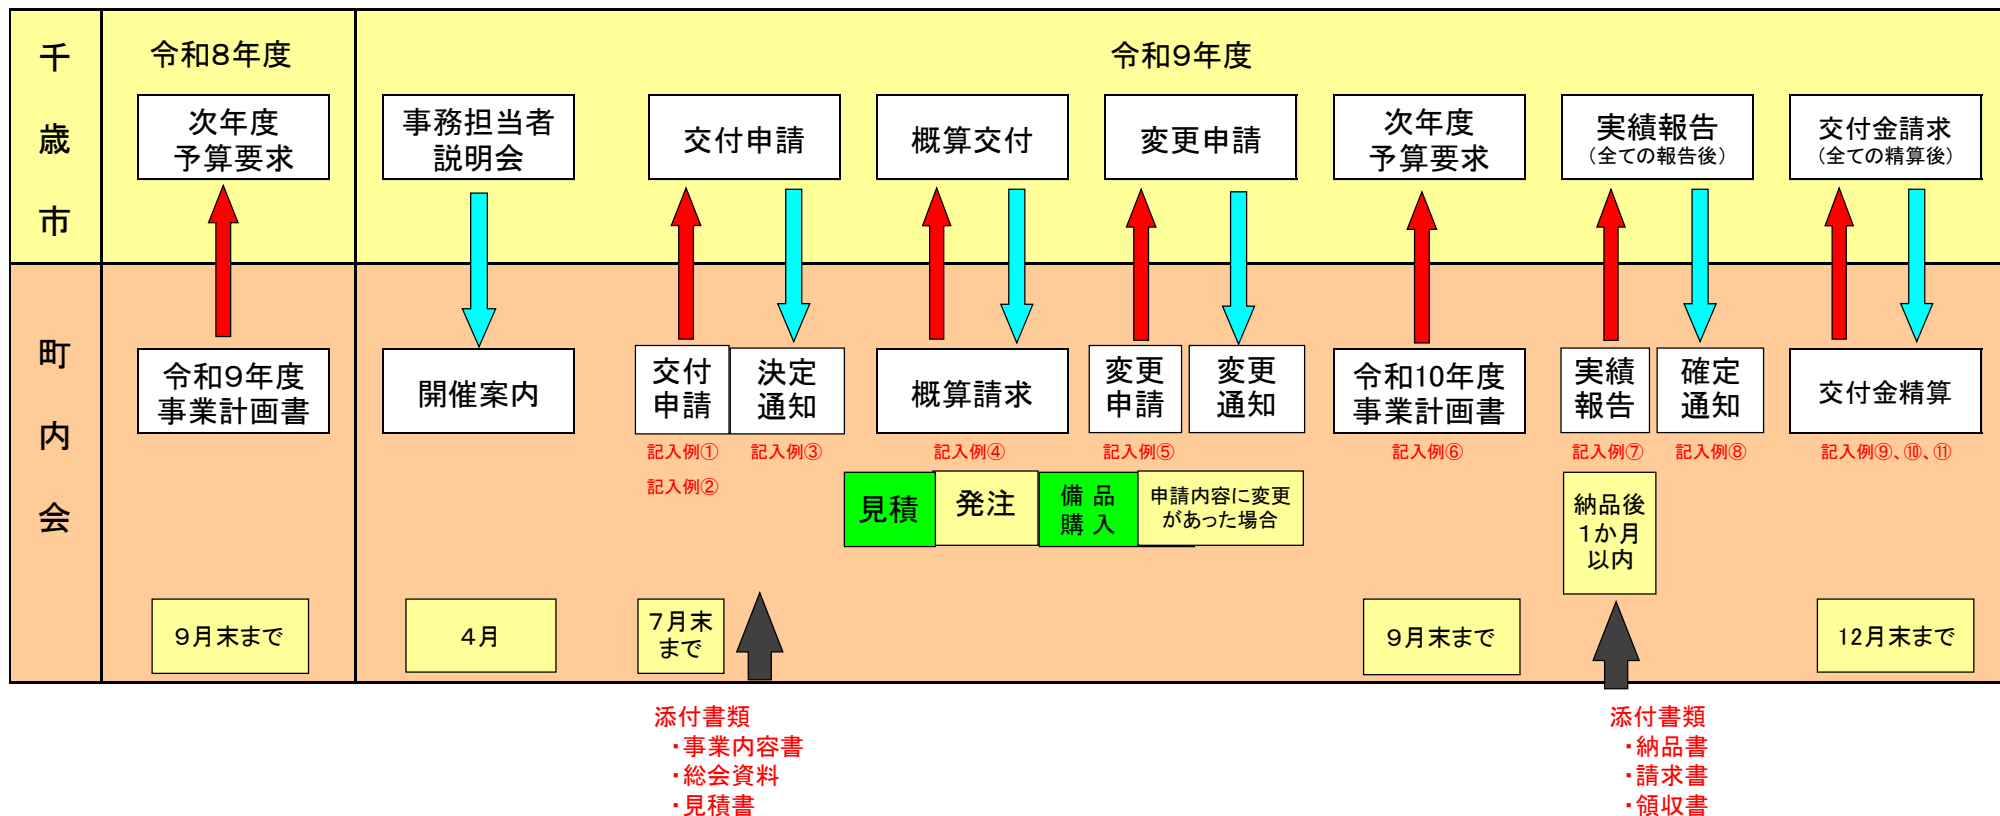 千歳市
令和8年度
令和9年度
次年度
予算要求
事務担当者
説明会
交付申請
概算交付
変更申請
次年度
予算要求
実績報告
(全ての報告後)
交付金請求
(全ての精算後)
町内会
令和9年度
事業計画書
開催案内
交付
申請
決定
通知
概算請求
変更
申請
変更
通知
令和10年度
事業計画書
実績
報告
確定
通知
交付金精算
記入例①
記入例②
記入例③
記入例④
記入例⑤
記入例⑥
記入例⑦
記入例⑧
記入例⑨、⑩、⑪
見積
発注
備品
購入
申請内容に変更
があった場合
納品後
1か月
以内
9月末まで
4月
7月末
まで
9月末まで
12月末まで
添付書類
・事業内容書
・総会資料
・見積書
添付書類
・納品書
・請求書
・領収書